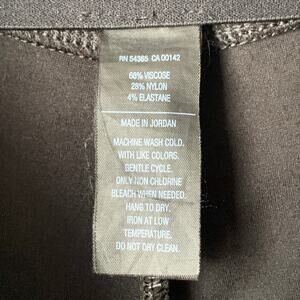 RN 54365 CA 00142
68% VISCOSE
28% NYLON
4% ELASTANE
MADE IN JORDAN
MACHINE WASH COLD.
WITH LIKE COLORS.
GENTLE CYCLE.
ONLY NON CHLORINE
BLEACH WHEN NEEDED.
HANG TO DRY.
IRON AT LOW
TEMPERATURE.
DO NOT DRY CLEAN.